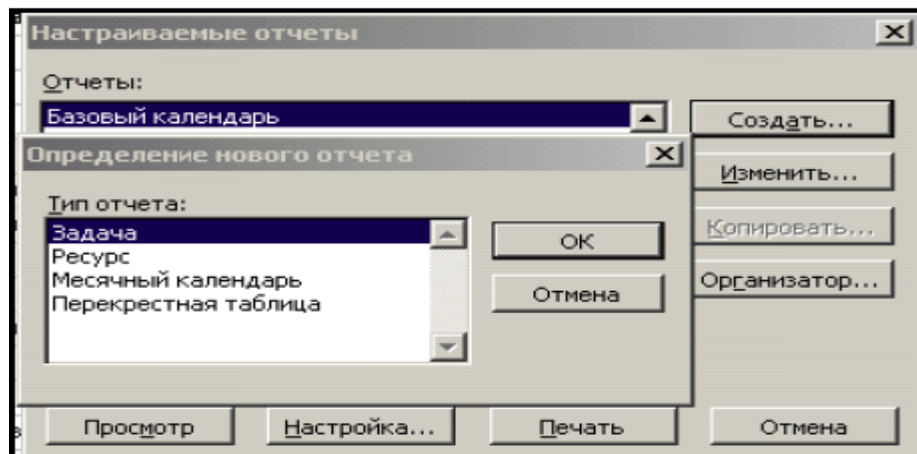 Настраиваемые отчеты
Отчеты:
Базовый календарь
Создать...
Определение нового отчета
Изменить...
Тип отчета:
Задача
Ресурс
Месячный календарь
Перекрестная таблица
OK
Отмена
Копировать...
Организатор...
Просмотр
Настройка...
Печать
Отмена